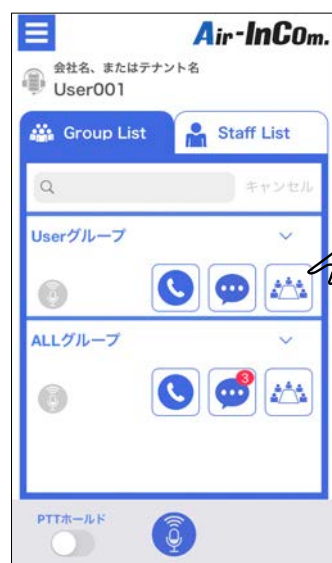 Air-InCom.
会社名、またはテナント名
User001
Group List
Staff List
キャンセル
Userグループ
ALLグループ
3
PTTホールド